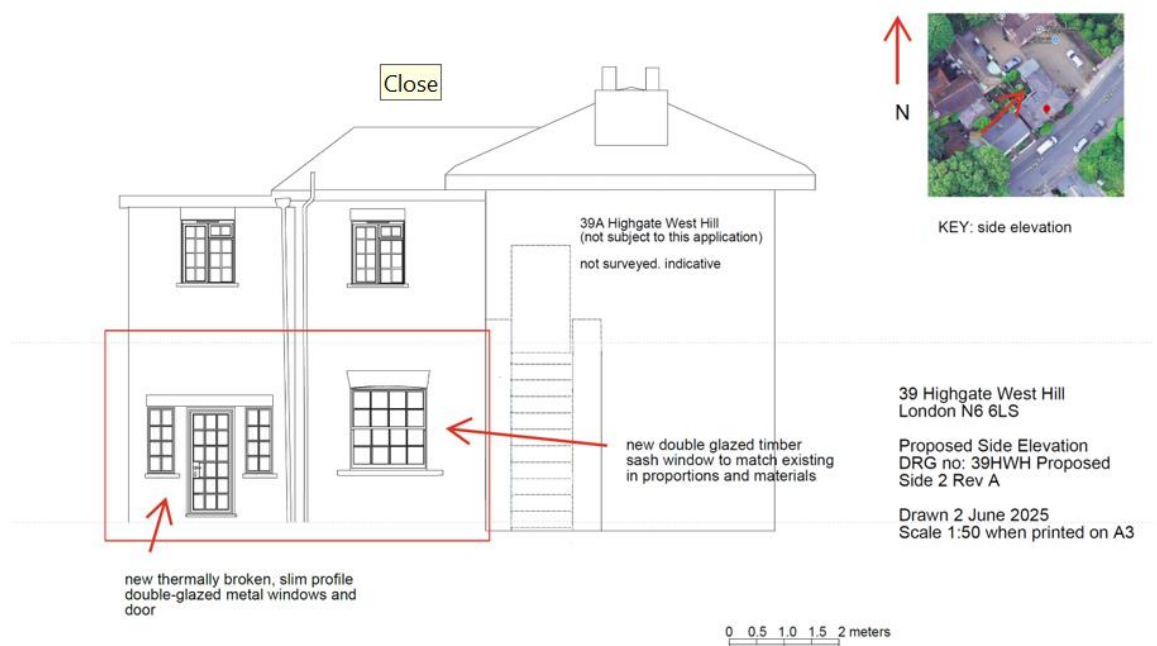 Close
N
KEY: side elevation
39A Highgate West Hill
(not subject to this application)
not surveyed. indicative
39 Highgate West Hill
London N6 6LS
Proposed Side Elevation
DRG no: 39HWH Proposed
Side 2 Rev A
Drawn 2 June 2025
Scale 1:50 when printed on A3
new double glazed timber
sash window to match existing
in proportions and materials
new thermally broken, slim profile
double-glazed metal windows and
door
0 0.5 1.0 1.5 2 meters